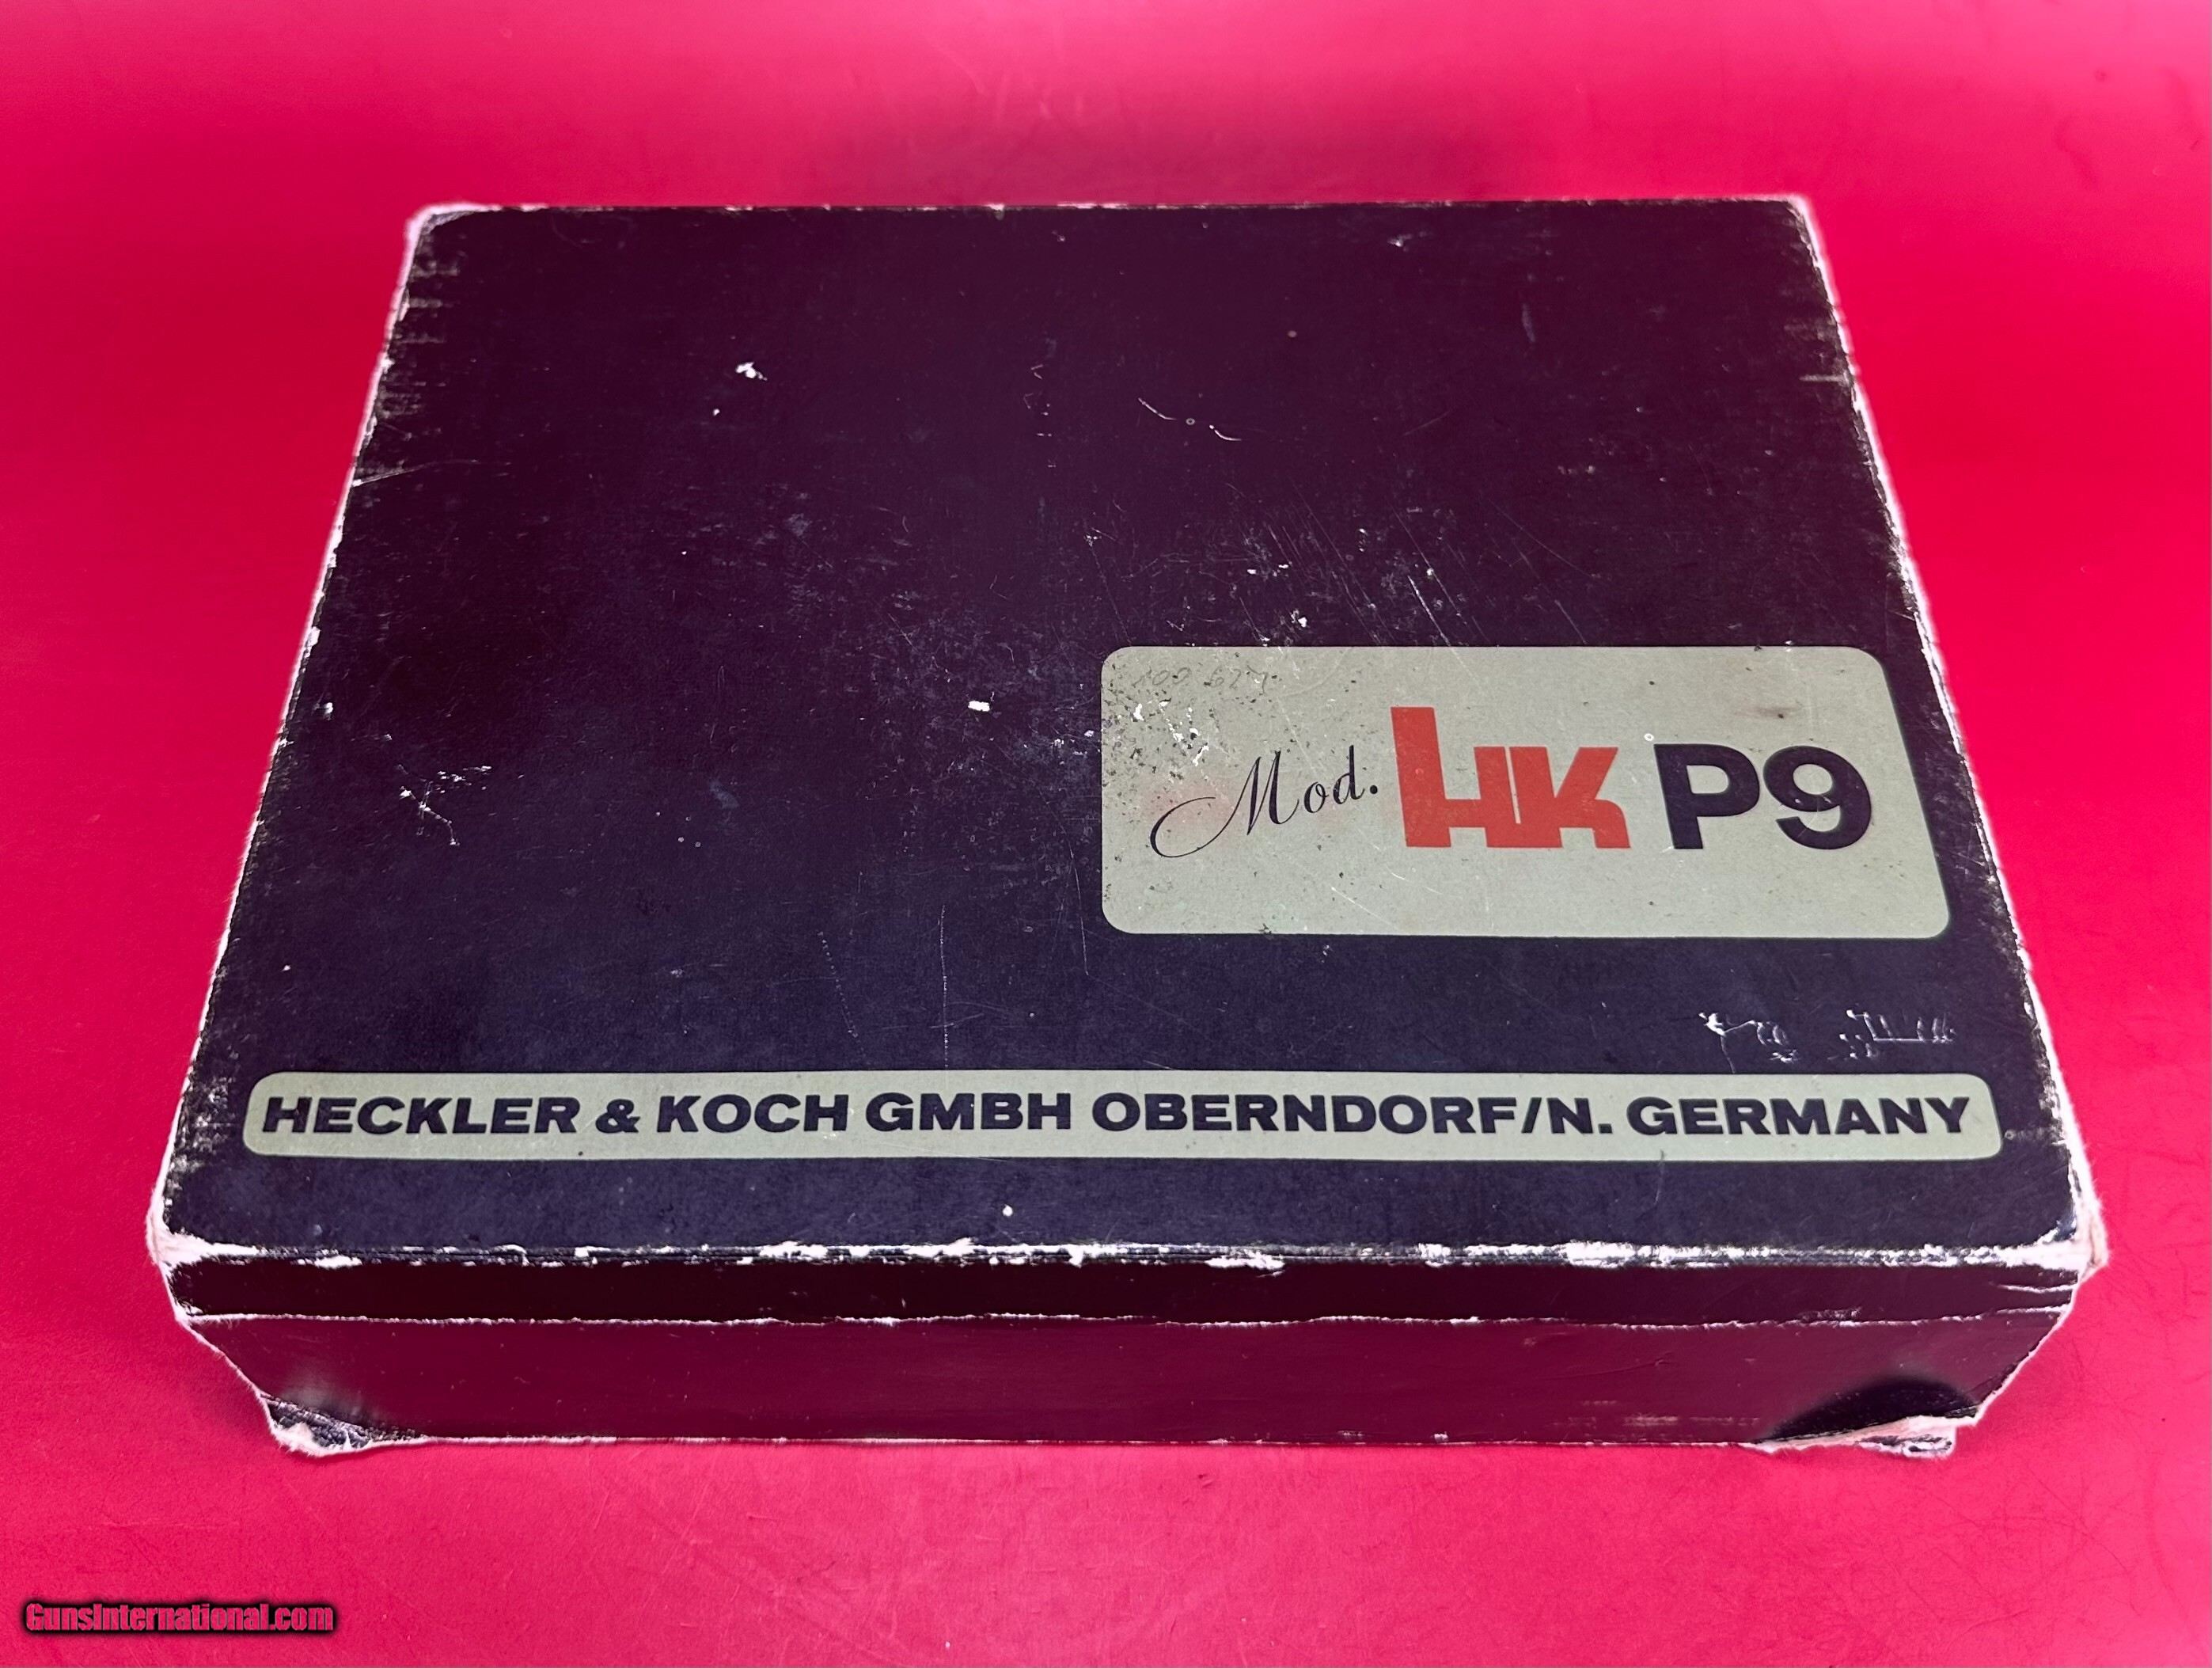 Mod. HK P9
HECKLER & KOCH GMBH OBERNDORF/N. GERMANY
GunsInternational.com